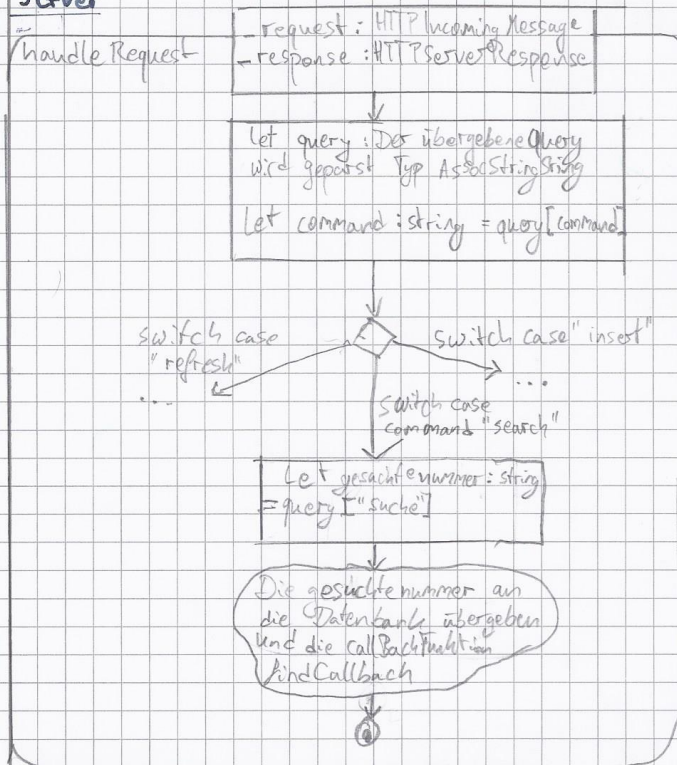 Server
handleRequest
_request: HTTP Incoming Message
_response: HTTPServerResponse
let query: Der übergebene Query
wird geparst Typ AssocStringString
Let command: string = query[command]
switch case
"refresh"
...
switch case "insert"
...
switch case
command "search"
Let gesuchtenummer: string
= query["suche"]
Die gesuchtenummer an
die Datenbank übergeben
und die callBackFunktion
findCallback